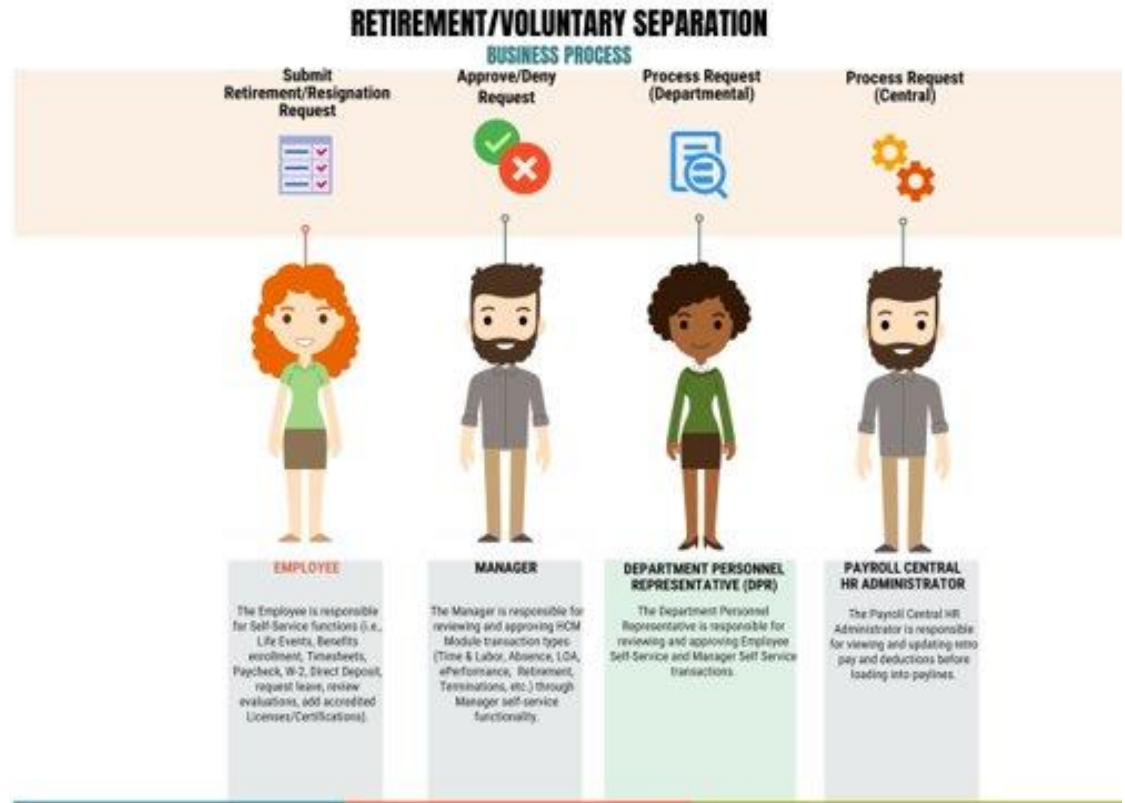 RETIREMENT/VOLUNTARY SEPARATION
BUSINESS PROCESS
Submit
Retirement/Resignation
Request
Approve/Deny
Request
Process Request
(Departmental)
Process Request
(Central)
EMPLOYEE
The Employee is responsible
for Self-Service functions (i.e.,
Life Events, Benefits
enrollment, Timesheets,
Paycheck, W-2, Direct Deposit,
request leave, review
evaluations, add accredited
Licenses/Certifications).
MANAGER
The Manager is responsible for
reviewing and approving HCM
Module transaction types
(Time & Labor, Absence, LOA,
ePerformance, Retirement,
Terminations, etc.) through
Manager self-service
functionality.
DEPARTMENT PERSONNEL
REPRESENTATIVE (DPR)
The Department Personnel
Representative is responsible for
reviewing and approving Employee
Self-Service and Manager Self Service
transactions.
PAYROLL CENTRAL
HR ADMINISTRATOR
The Payroll Central HR
Administrator is responsible
for viewing and updating retro
pay and deductions before
loading into paylines.